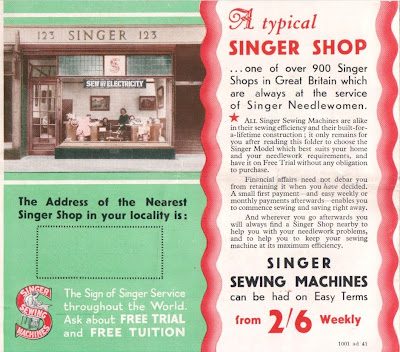 123 SINGER 123
SEW BY ELECTRICITY
The Address of the Nearest
Singer Shop in your locality is:
SINGER
SEWING
MACHINES
The Sign of Singer Service
throughout the World.
Ask about FREE TRIAL
and FREE TUITION
A typical
SINGER SHOP
...one of over 900 Singer
Shops in Great Britain which
are always at the service
of Singer Needlewomen.
★ ALL Singer Sewing Machines are alike
in their sewing efficiency and their built-for-
a-lifetime construction; it only remains for
you after reading this folder to choose the
Singer Model which best suits your home
and your needlework requirements, and
have it on Free Trial without any obligation
to purchase.
Financial affairs need not debar you
from retaining it when you have decided.
A small first payment—and easy weekly or
monthly payments afterwards—enables you
to commence sewing and saving right away.
And wherever you go afterwards you
will always find a Singer Shop nearby to
help you with your needlework problems,
and to help you to keep your sewing
machine at its maximum efficiency.
SINGER
SEWING MACHINES
can be had on Easy Terms
from 2/6 Weekly